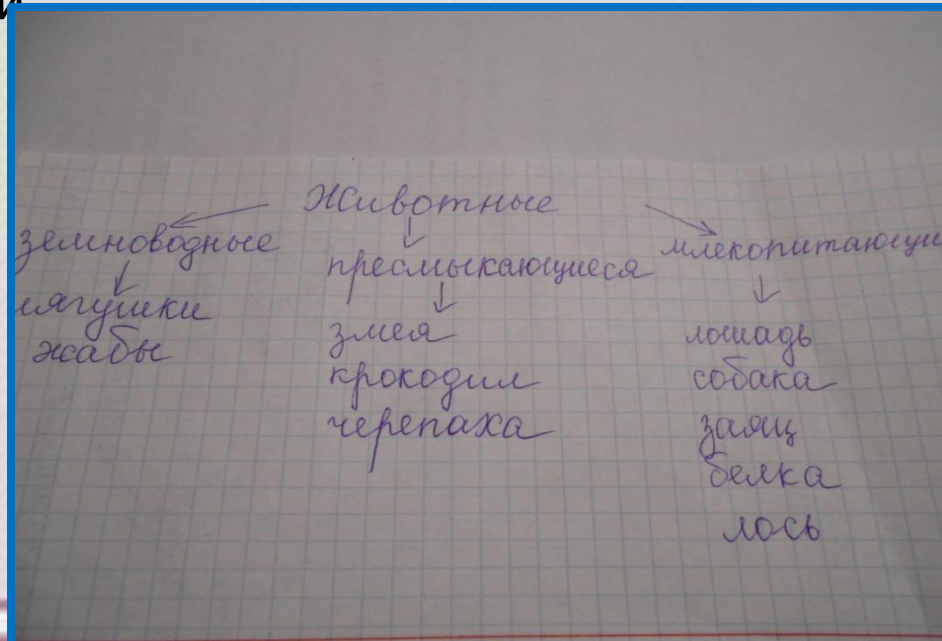 Животные
земноводные
лягушки
жабы
пресмыкающиеся
змея
крокодил
черепаха
млекопитающи
лошадь
собака
заяц
белка
лось